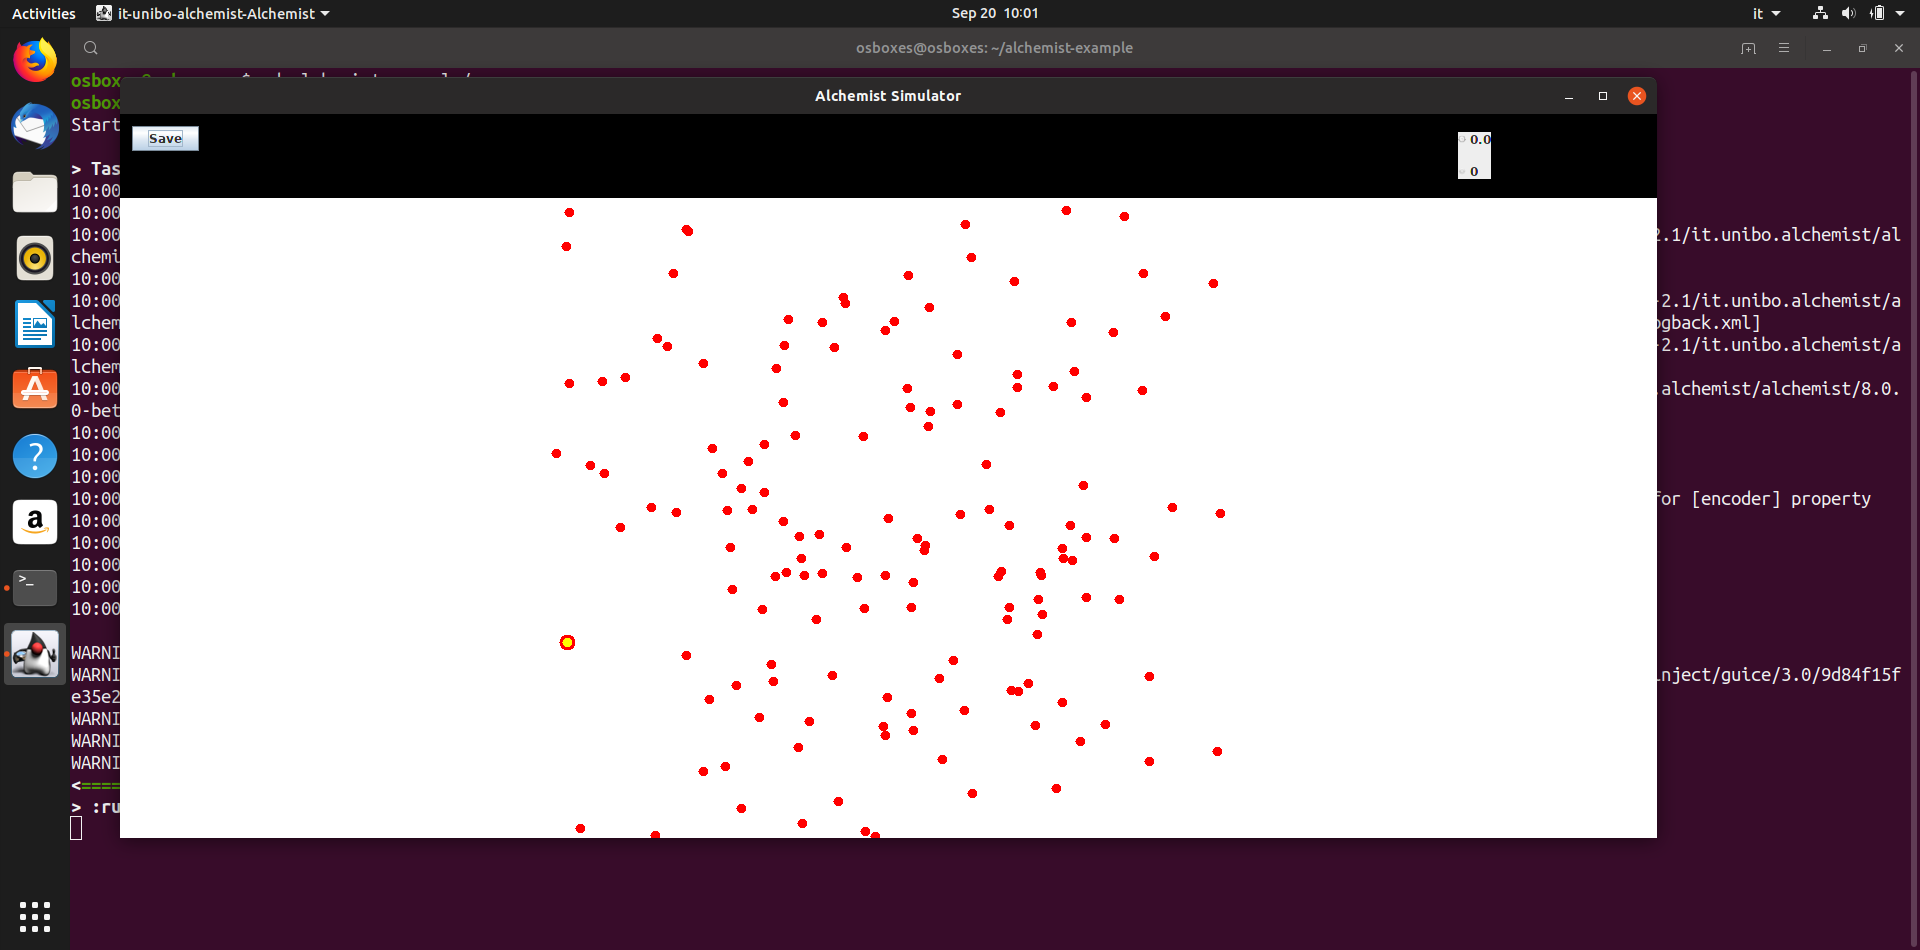 Activities
it-unibo-alchemist-Alchemist
Sep 20 10:01
it
osboxes@osboxes: ~/alchemist-example
osbox
Alchemist Simulator
osbox
Start
Save
0.0
> Tas
0
10:00
10:00
10:00 2.1/it.unibo.alchemist/al
chemi
10:00
10:00 -2.1/it.unibo.alchemist/a
lchem ogback.xml]
10:00 -2.1/it.unibo.alchemist/a
lchem
10:00 .alchemist/alchemist/8.0.
0-bet
10:00
10:00
10:00
10:00 for [encoder] property
10:00
10:00
10:00
10:00
10:00
WARNI
WARNI inject/guice/3.0/9d84f15f
e35e2
WARNI
WARNI
WARNI
<====
> :ru